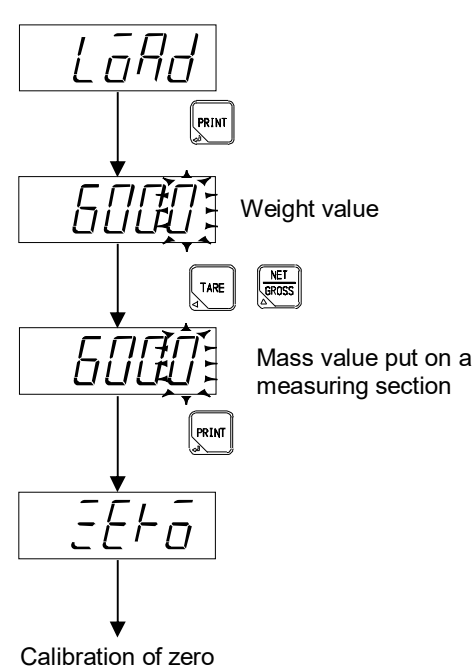 LoAd
PRINT
6000
Weight value
TARE
NET
GROSS
6000
Mass value put on a
measuring section
PRINT
ZEro
Calibration of zero